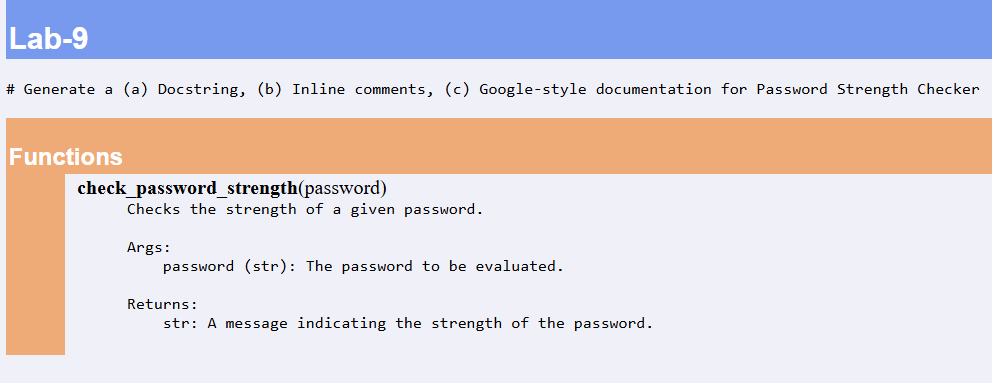 Lab-9
# Generate a (a) Docstring, (b) Inline comments, (c) Google-style documentation for Password Strength Checker
Functions
check_password_strength(password)
Checks the strength of a given password.
Args:
password (str): The password to be evaluated.
Returns:
str: A message indicating the strength of the password.